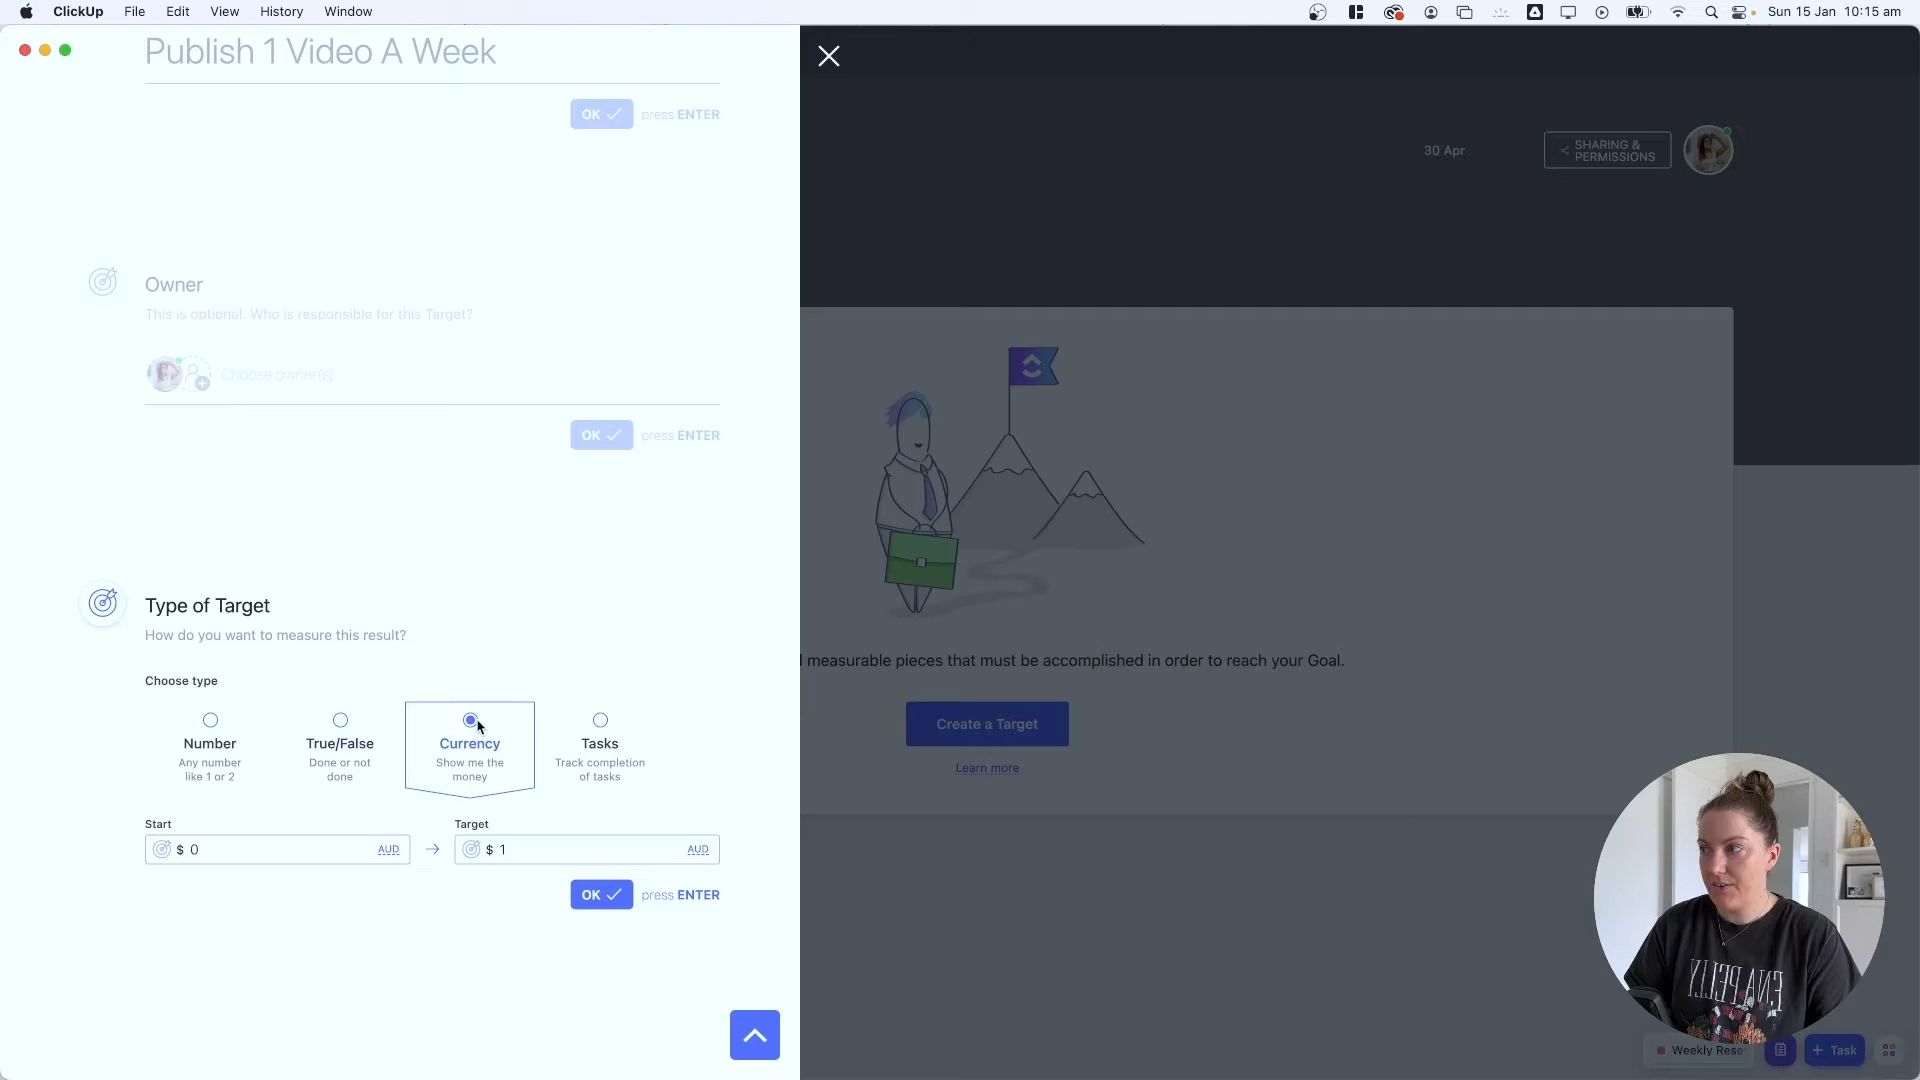 ClickUp File Edit View History Window
Sun 15 Jan 10:15 am
Publish 1 Video A Week
OK press ENTER
30 Apr
SHARING &
PERMISSIONS
Owner
This is optional. Who is responsible for this Target?
Choose owner(s)
OK press ENTER
Type of Target
How do you want to measure this result?
Choose type
Number
Any number
like 1 or 2
True/False
Done or not
done
Currency
Show me the
money
Tasks
Track completion
of tasks
Start
$ 0 AUD
Target
$ 1 AUD
OK press ENTER
measurable pieces that must be accomplished in order to reach your Goal.
Create a Target
Learn more
Weekly Rese
+ Task